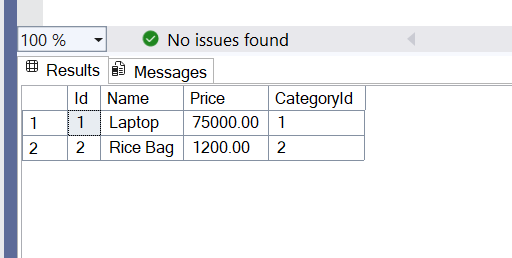 100 % No issues found
Results Messages
Id Name Price CategoryId
1 1 Laptop 75000.00 1
2 2 Rice Bag 1200.00 2